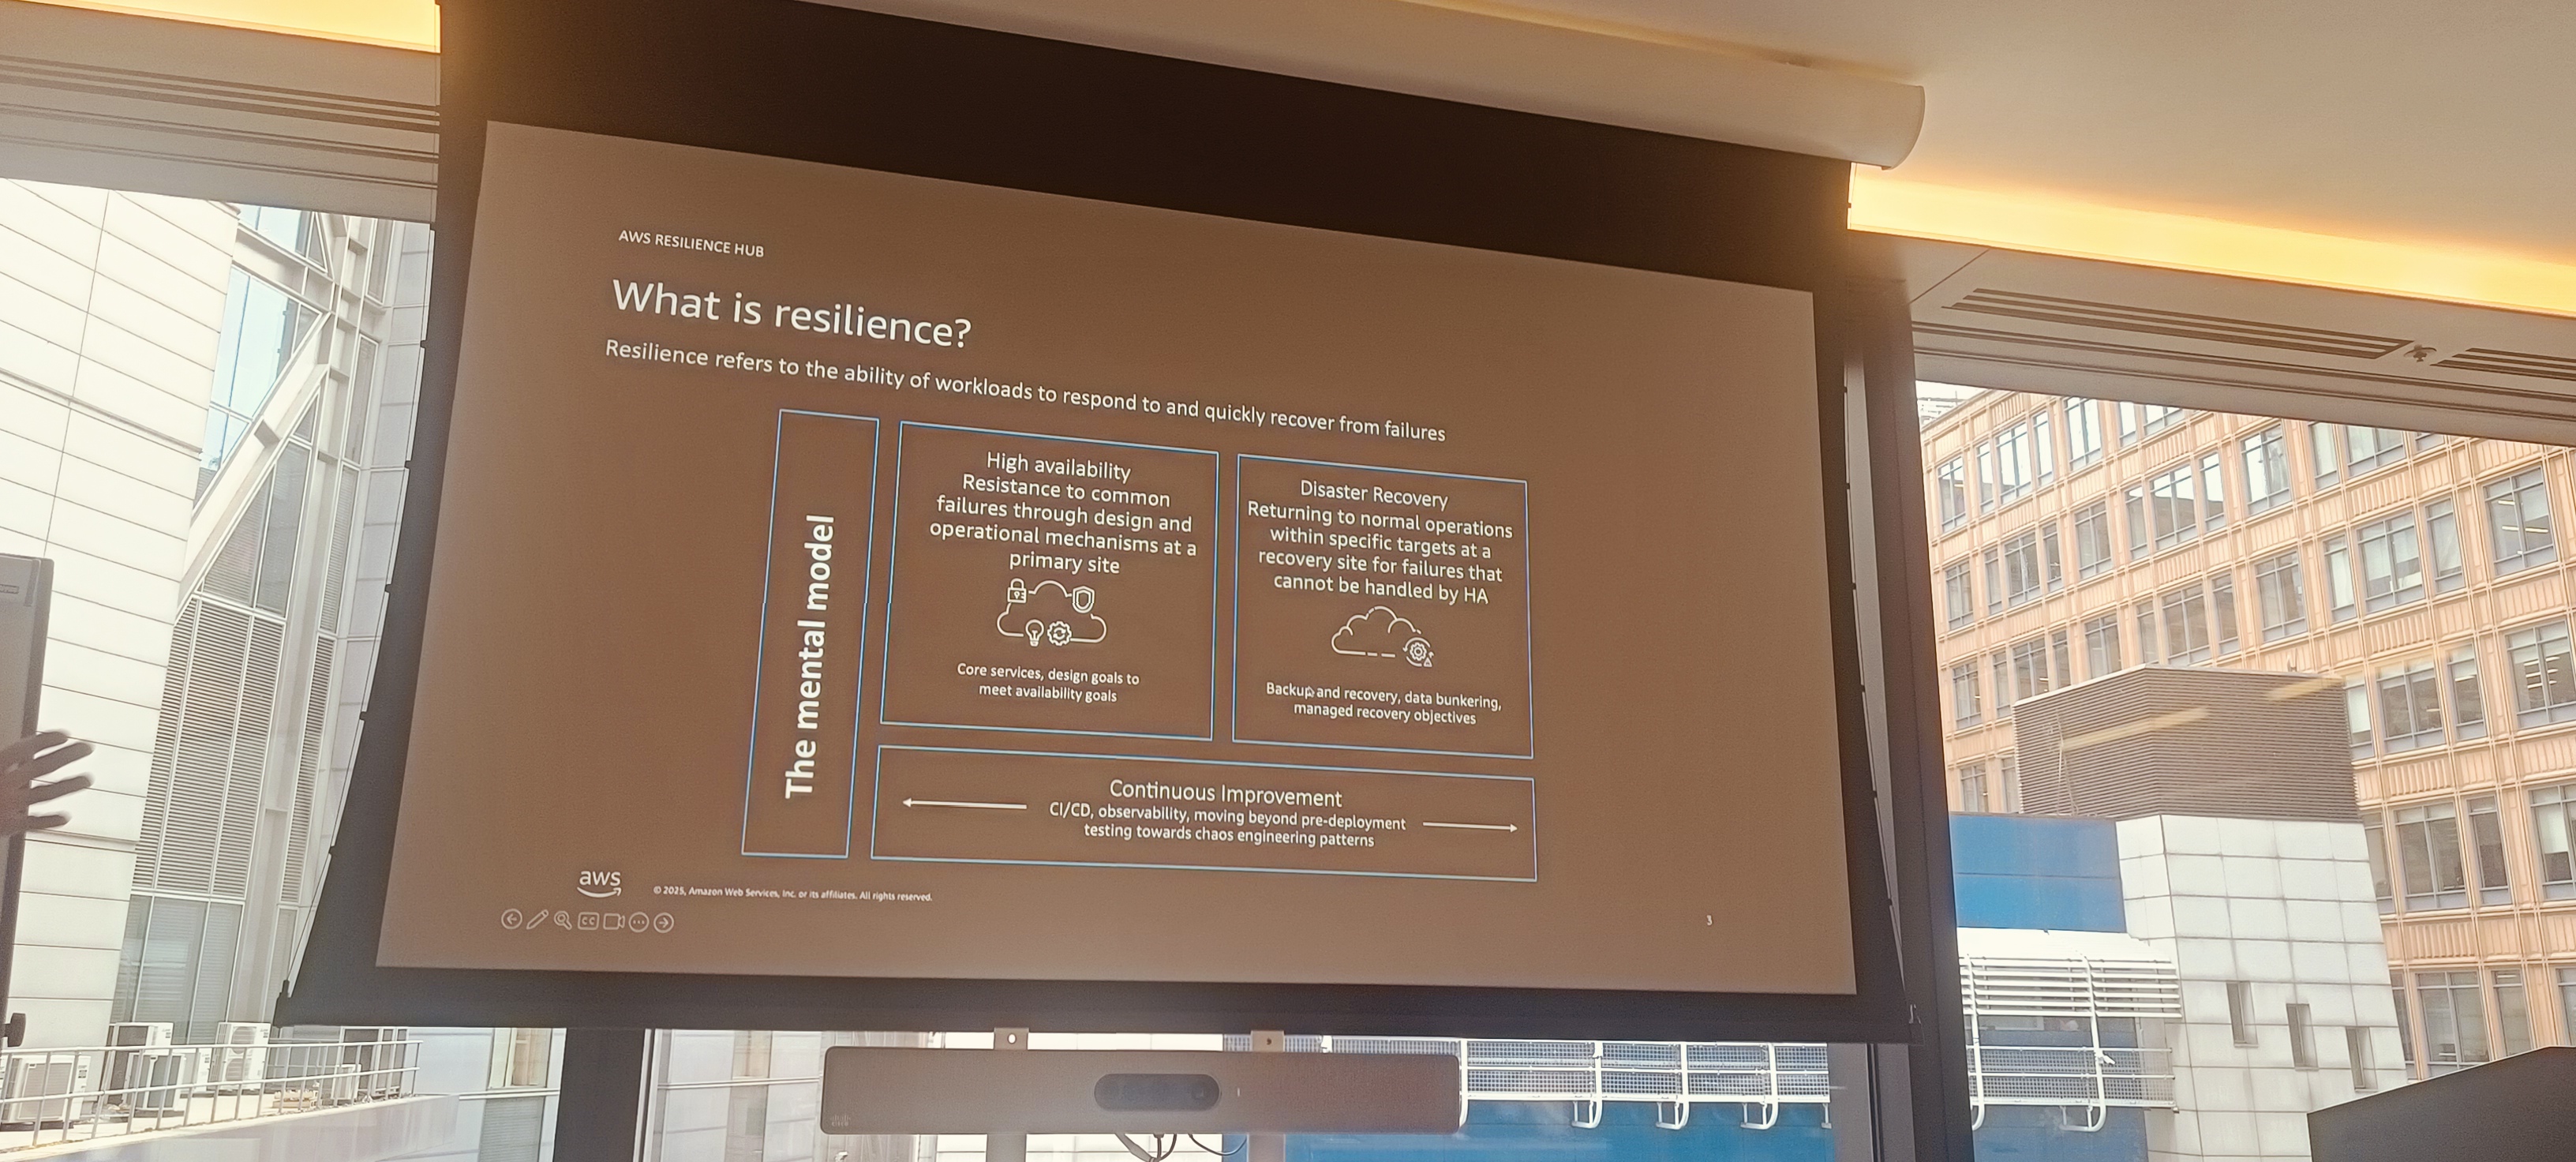 AWS RESILIENCE HUB
What is resilience?
Resilience refers to the ability of workloads to respond to and quickly recover from failures
The mental model
High availability
Resistance to common
failures through design and
operational mechanisms at a
primary site
Core services, design goals to
meet availability goals
Disaster Recovery
Returning to normal operations
within specific targets at a
recovery site for failures that
cannot be handled by HA
Backup and recovery, data bunkering,
managed recovery objectives
Continuous Improvement
CI/CD, observability, moving beyond pre-deployment
testing towards chaos engineering patterns
aws
© 2025, Amazon Web Services, Inc. or its affiliates. All rights reserved.
CC
3